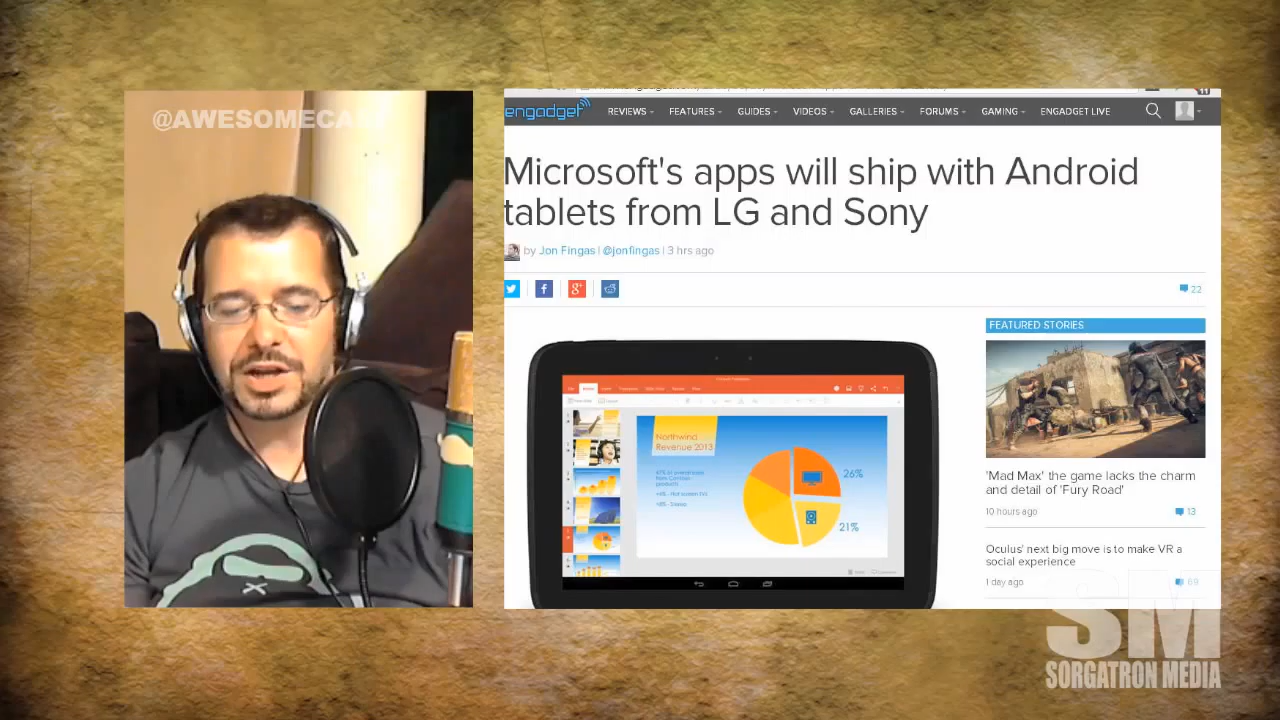 @AWESOMECA
engadget
REVIEWS FEATURES GUIDES VIDEOS GALLERIES FORUMS GAMING ENGADGET LIVE
Microsoft's apps will ship with Android
tablets from LG and Sony
by Jon Fingas | @jonfingas | 3 hrs ago
22
FEATURED STORIES
Northwind
Revenue 2013
26%
21%
'Mad Max' the game lacks the charm
and detail of 'Fury Road'
10 hours ago 13
Oculus' next big move is to make VR a
social experience
1 day ago 69
SM
SORGATRON MEDIA